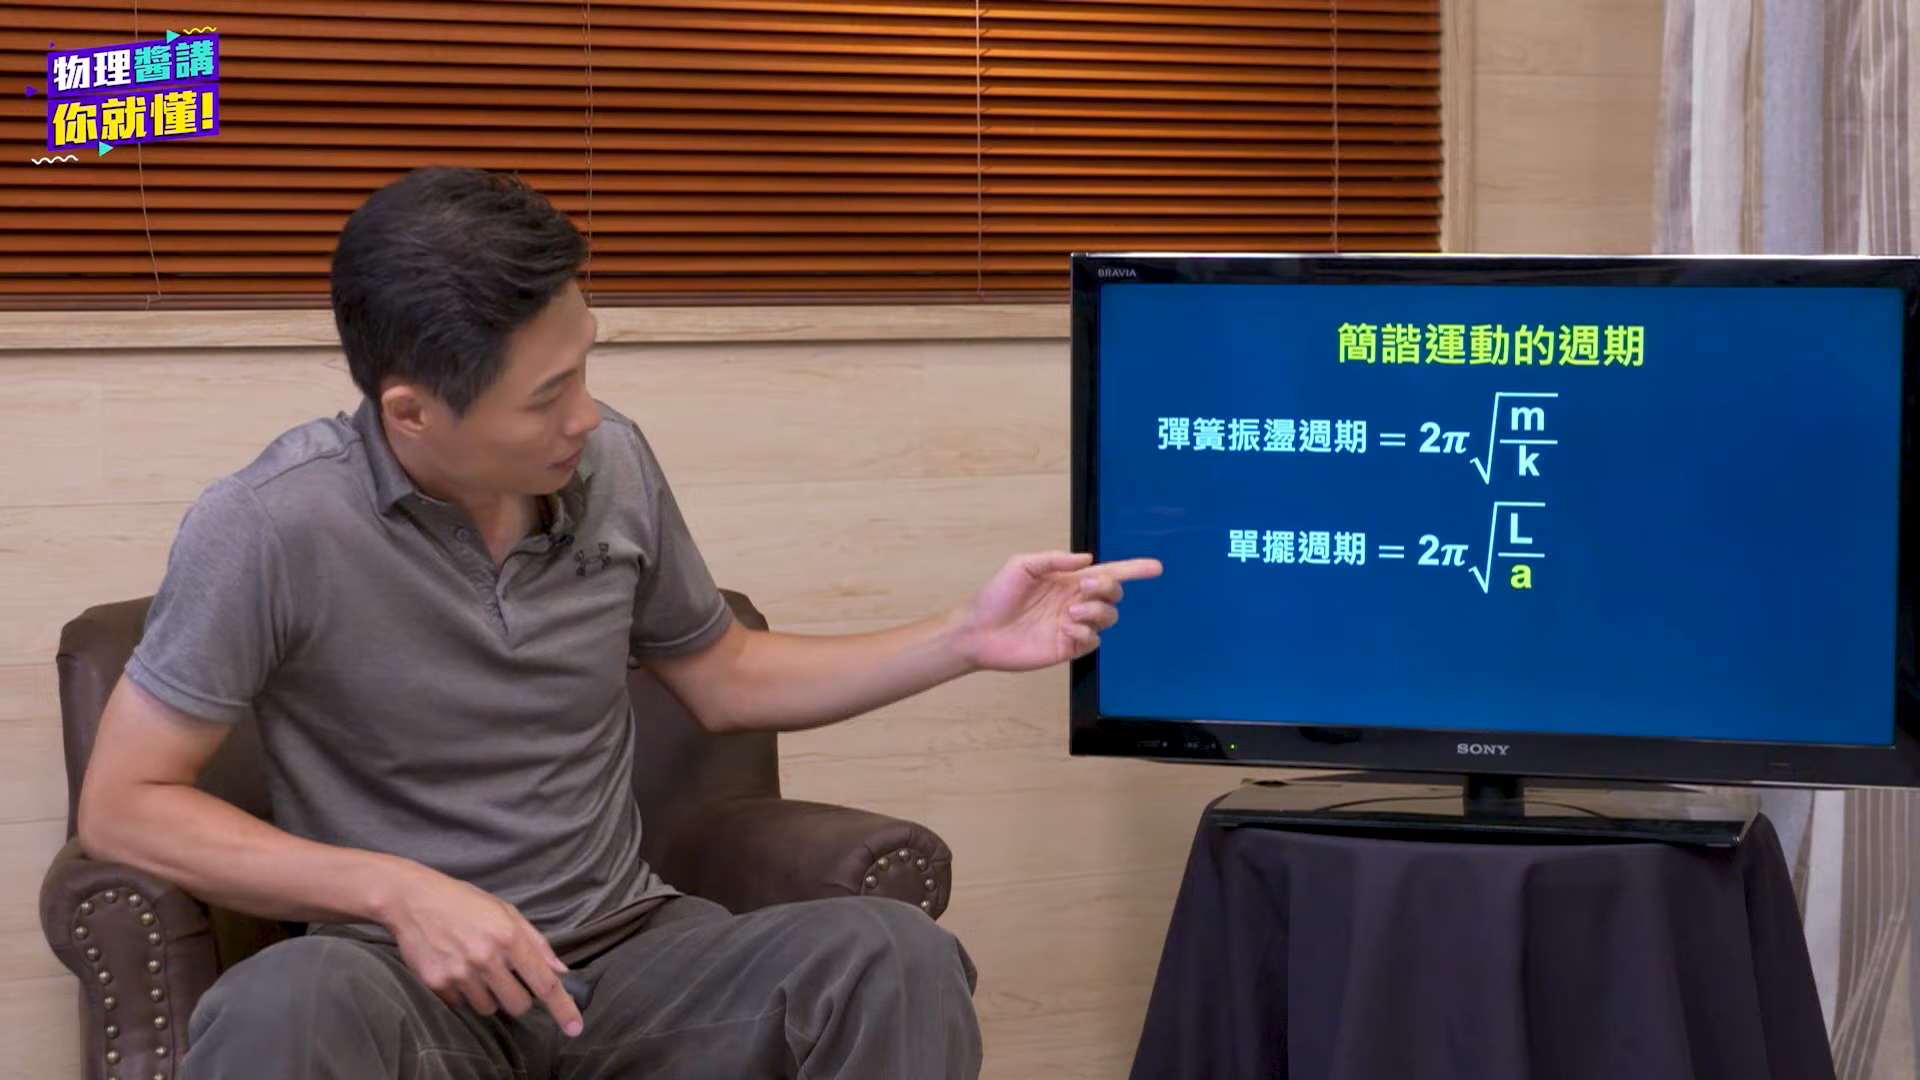 物理醬講
你就懂!
BRAVIA
簡諧運動的週期
彈簧振盪週期 = 2π√(m/k)
單擺週期 = 2π√(L/a)
SONY